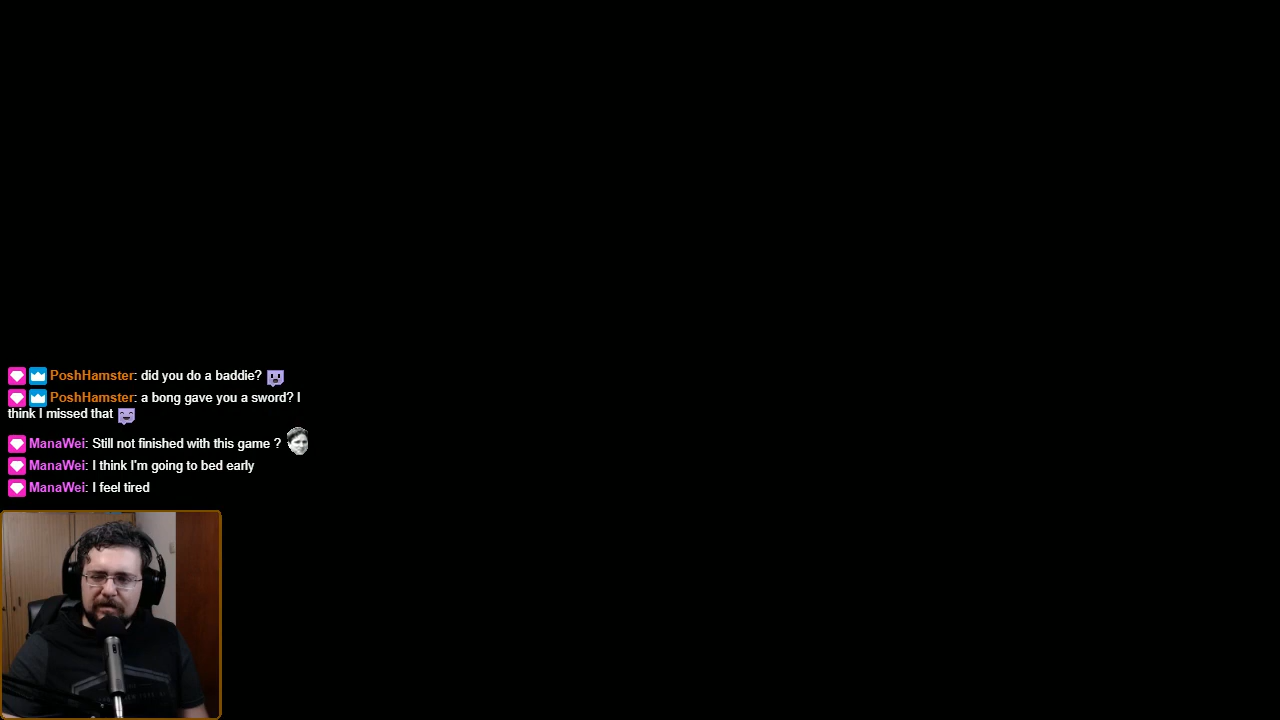 PoshHamster: did you do a baddie?
PoshHamster: a bong gave you a sword? I
think I missed that
ManaWei: Still not finished with this game ?
ManaWei: I think I'm going to bed early
ManaWei: I feel tired